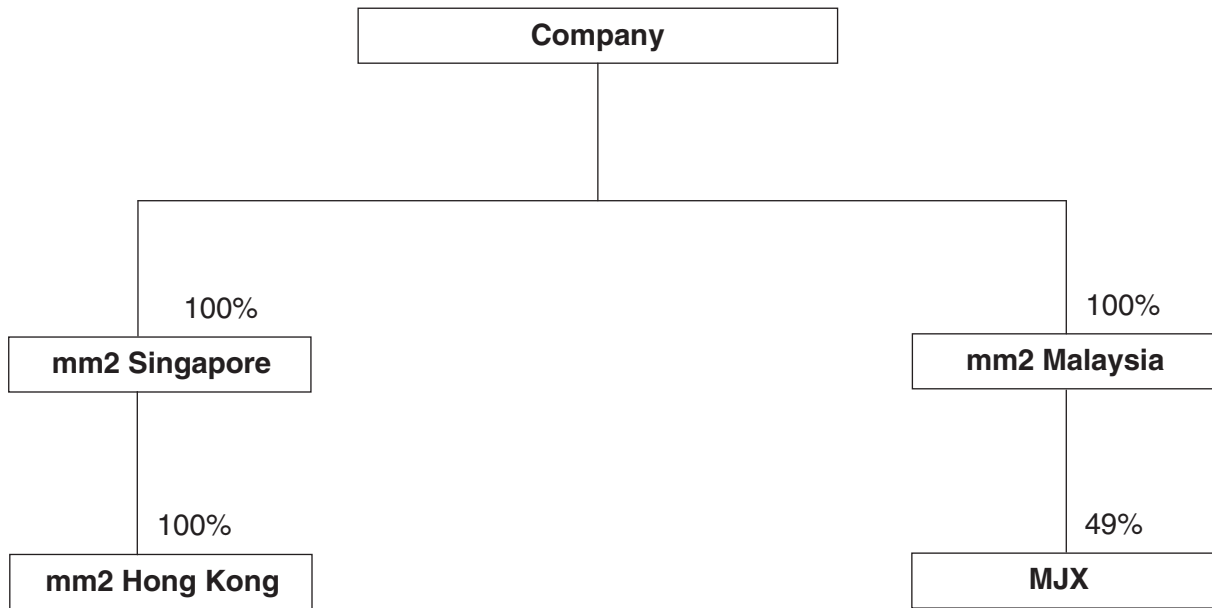 Company
100%
100%
mm2 Singapore
mm2 Malaysia
100%
49%
mm2 Hong Kong
MJX